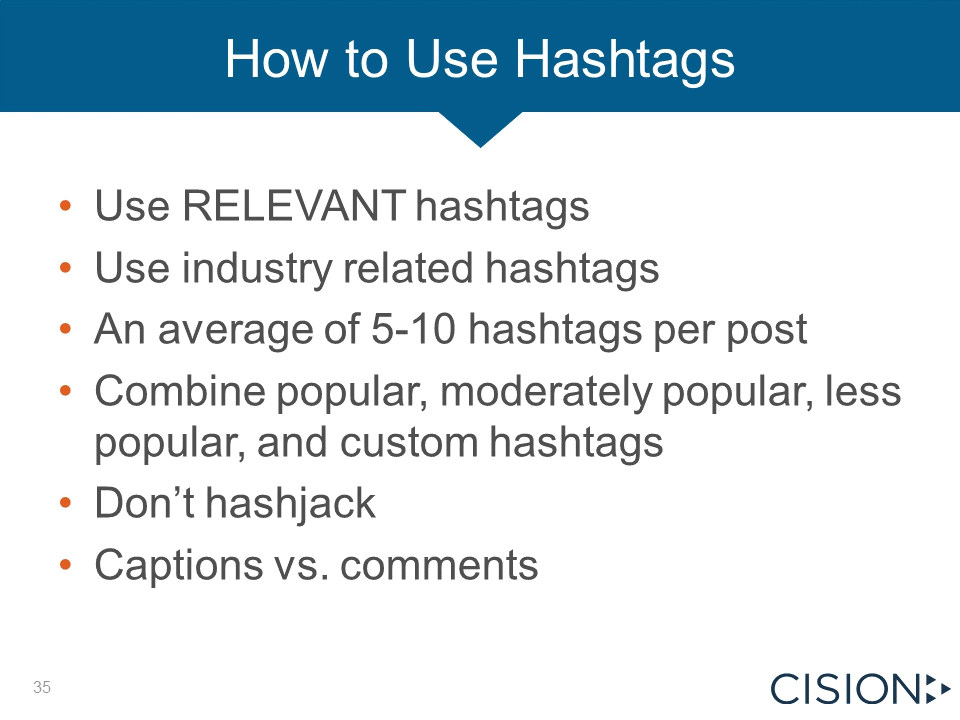 How to Use Hashtags
• Use RELEVANT hashtags
• Use industry related hashtags
• An average of 5-10 hashtags per post
• Combine popular, moderately popular, less
popular, and custom hashtags
• Don’t hashjack
• Captions vs. comments
35
CISION